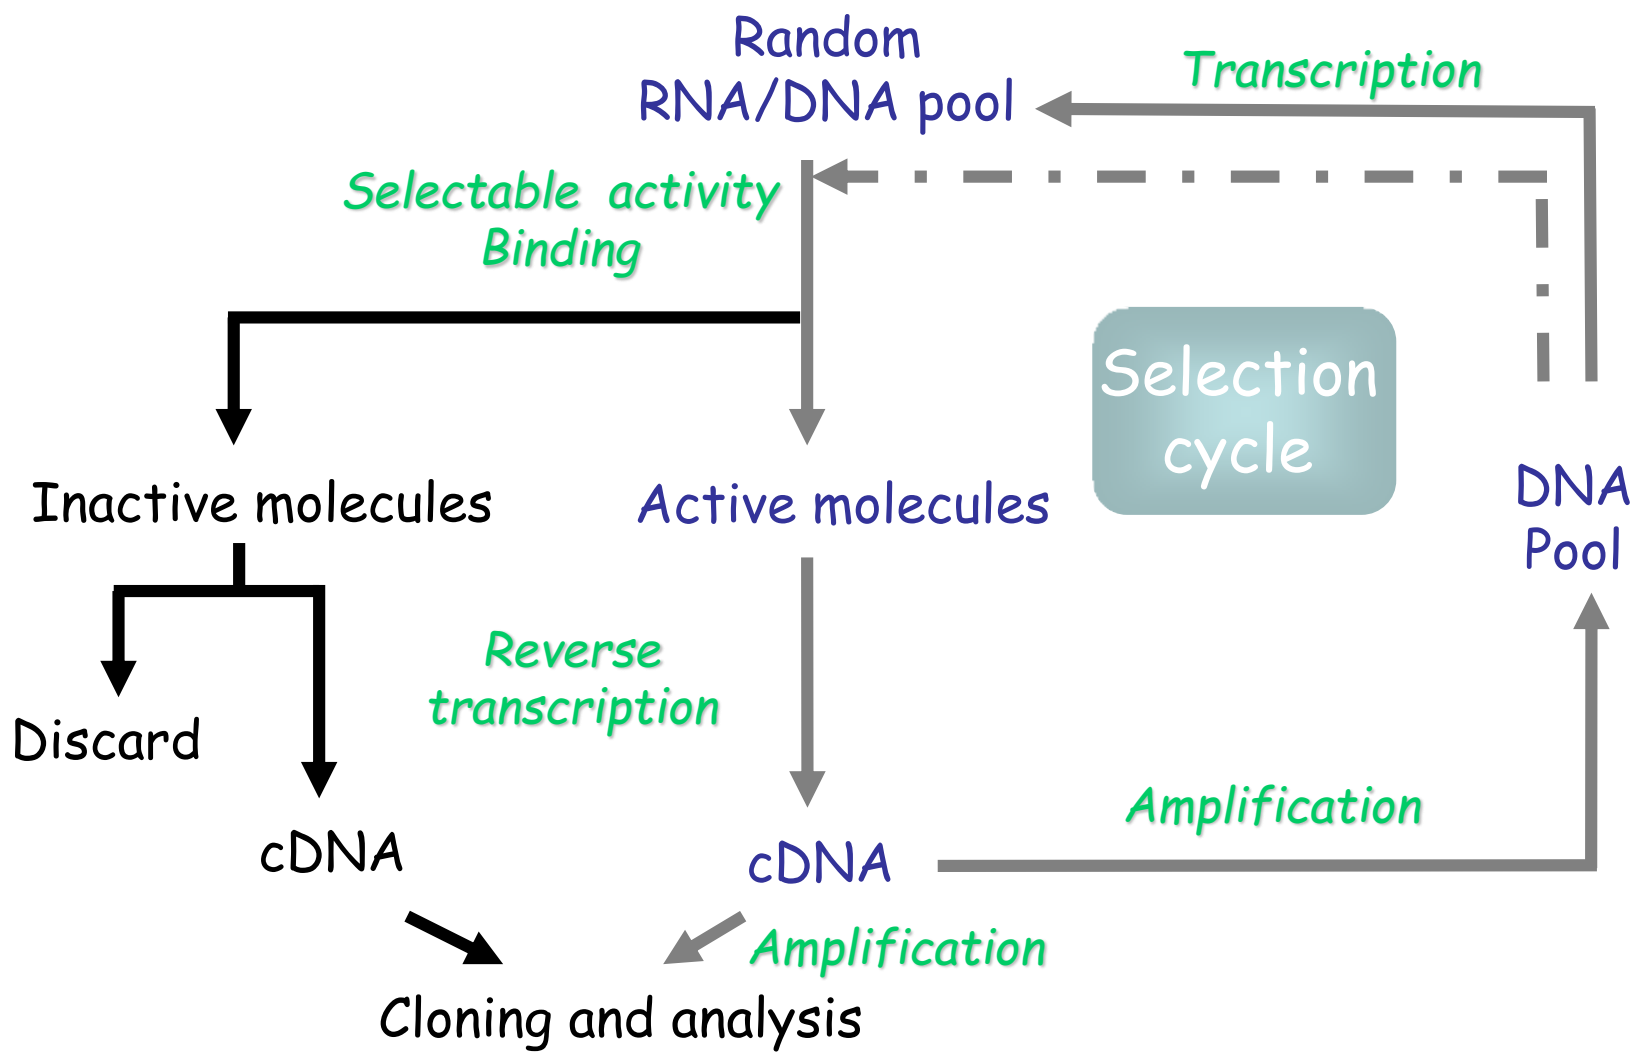 Random
RNA/DNA pool
Transcription
Selectable activity
Binding
Selection
cycle
Inactive molecules
Active molecules
DNA
Pool
Reverse
transcription
Discard
Amplification
cDNA
cDNA
Amplification
Cloning and analysis